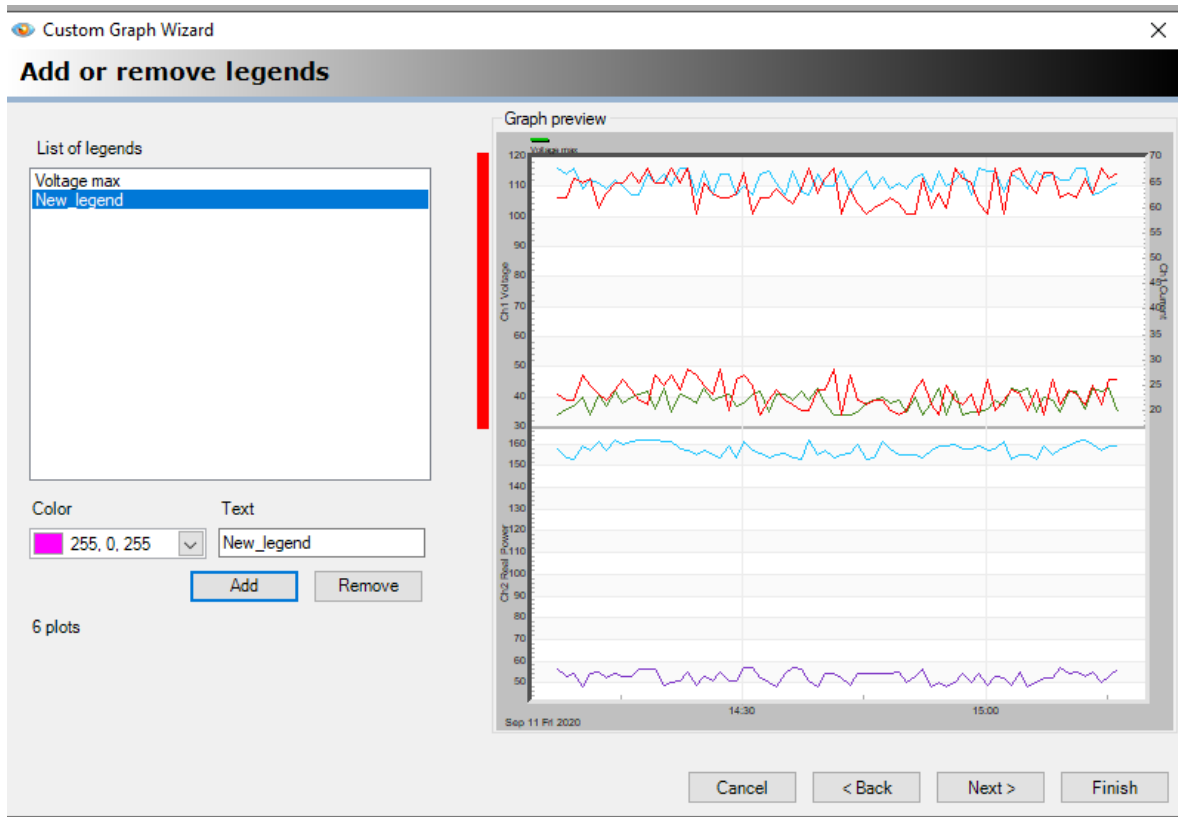 Custom Graph Wizard
Add or remove legends
List of legends
Voltage max
New_legend
Color
Text
255, 0, 255
New_legend
Add
Remove
6 plots
Graph preview
Voltage max
120
110
100
90
80
70
60
50
40
30
Ch1 Voltage
70
65
60
55
50
45
40
35
30
25
20
Ch1 Current
160
150
140
130
120
110
100
90
80
70
60
50
Ch2 Real Power
14:30
15:00
Sep 11 Fri 2020
Cancel
< Back
Next >
Finish